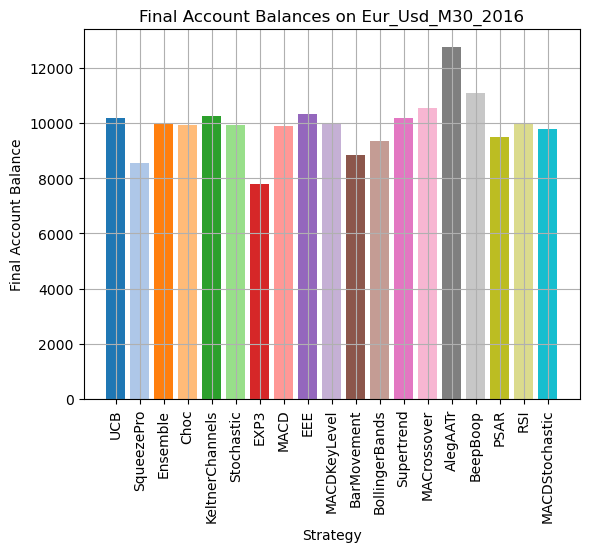 Final Account Balances on Eur_Usd_M30_2016
Final Account Balance
12000
10000
8000
6000
4000
2000
0
UCB
SqueezePro
Ensemble
Choc
KeltnerChannels
Stochastic
EXP3
MACD
EEE
MACDKeyLevel
BarMovement
BollingerBands
Supertrend
MACrossover
AlegAATr
BeepBoop
PSAR
RSI
MACDStochastic
Strategy